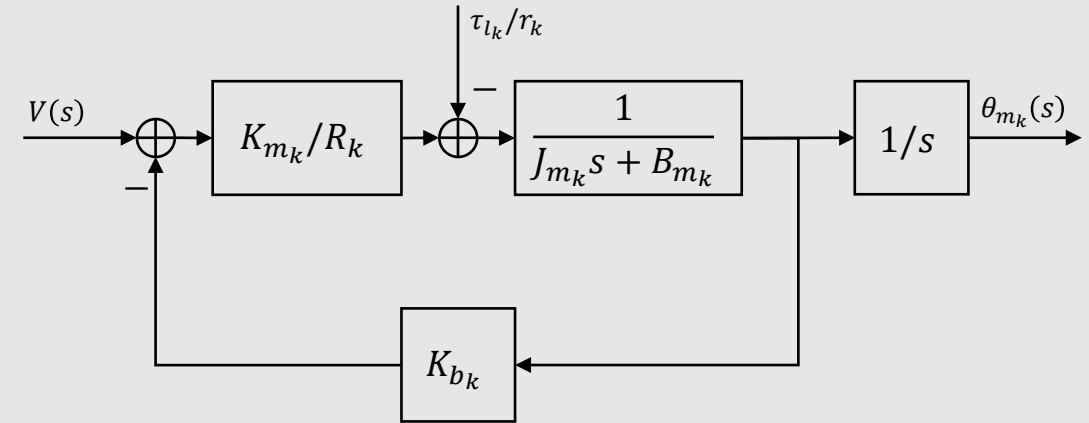 τ_{l_k}/r_k
−
V(s)
K_{m_k}/R_k
1
J_{m_k}s + B_{m_k}
1/s
θ_{m_k}(s)
−
K_{b_k}